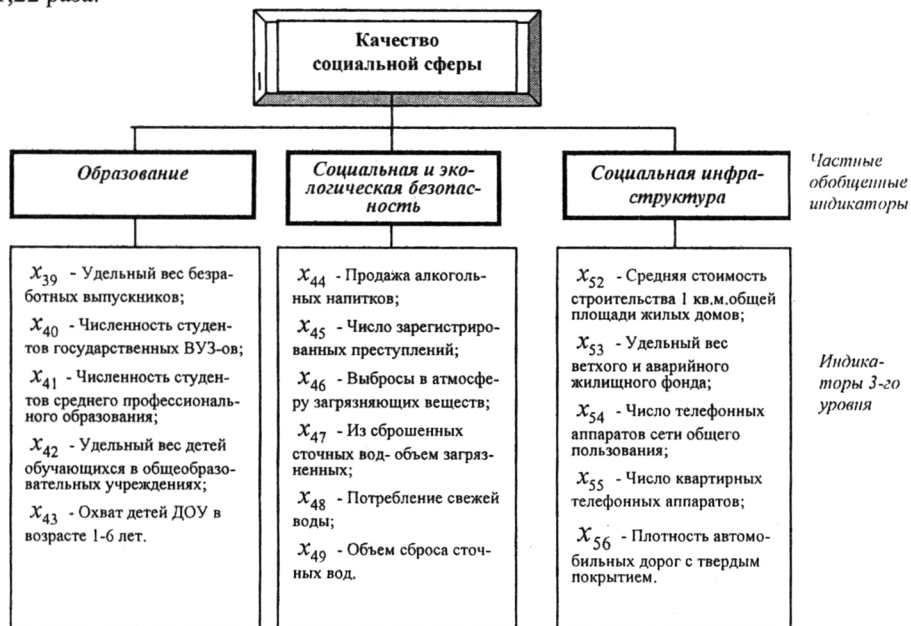 ,22 раза.
Качество
социальной сферы
Образование
Социальная и эко-
логическая безопас-
ность
Социальная инфра-
структура
Частные
обобщенные
индикаторы
X39 - Удельный вес безра-
ботных выпускников;
X40 - Численность студен-
тов государственных ВУЗ-ов;
X41 - Численность студен-
тов среднего профессиональ-
ного образования;
X42 - Удельный вес детей
обучающихся в общеобразо-
вательных учреждениях;
X43 - Охват детей ДОУ в
возрасте 1-6 лет.
X44 - Продажа алкоголь-
ных напитков;
X45 - Число зарегистриро-
ванных преступлений;
X46 - Выбросы в атмосфе-
ру загрязняющих веществ;
X47 - Из сброшенных
сточных вод- объем загряз-
ненных;
X48 - Потребление свежей
воды;
X49 - Объем сброса сточ-
ных вод.
X52 - Средняя стоимость
строительства 1 кв.м.общей
площади жилых домов;
X53 - Удельный вес
ветхого и аварийного
жилищного фонда;
X54 - Число телефонных
аппаратов сети общего
пользования;
X55 - Число квартирных
телефонных аппаратов;
X56 - Плотность автомо-
бильных дорог с твердым
покрытием.
Индика-
торы 3-го
уровня